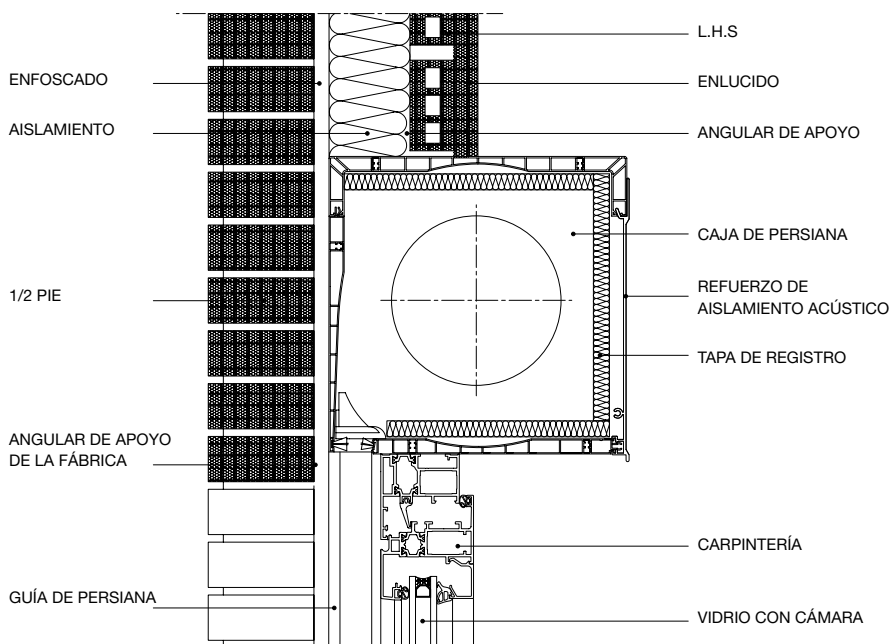 ENFOSCADO
AISLAMIENTO
1/2 PIE
ANGULAR DE APOYO
DE LA FÁBRICA
GUÍA DE PERSIANA
L.H.S
ENLUCIDO
ANGULAR DE APOYO
CAJA DE PERSIANA
REFUERZO DE
AISLAMIENTO ACÚSTICO
TAPA DE REGISTRO
CARPINTERÍA
VIDRIO CON CÁMARA